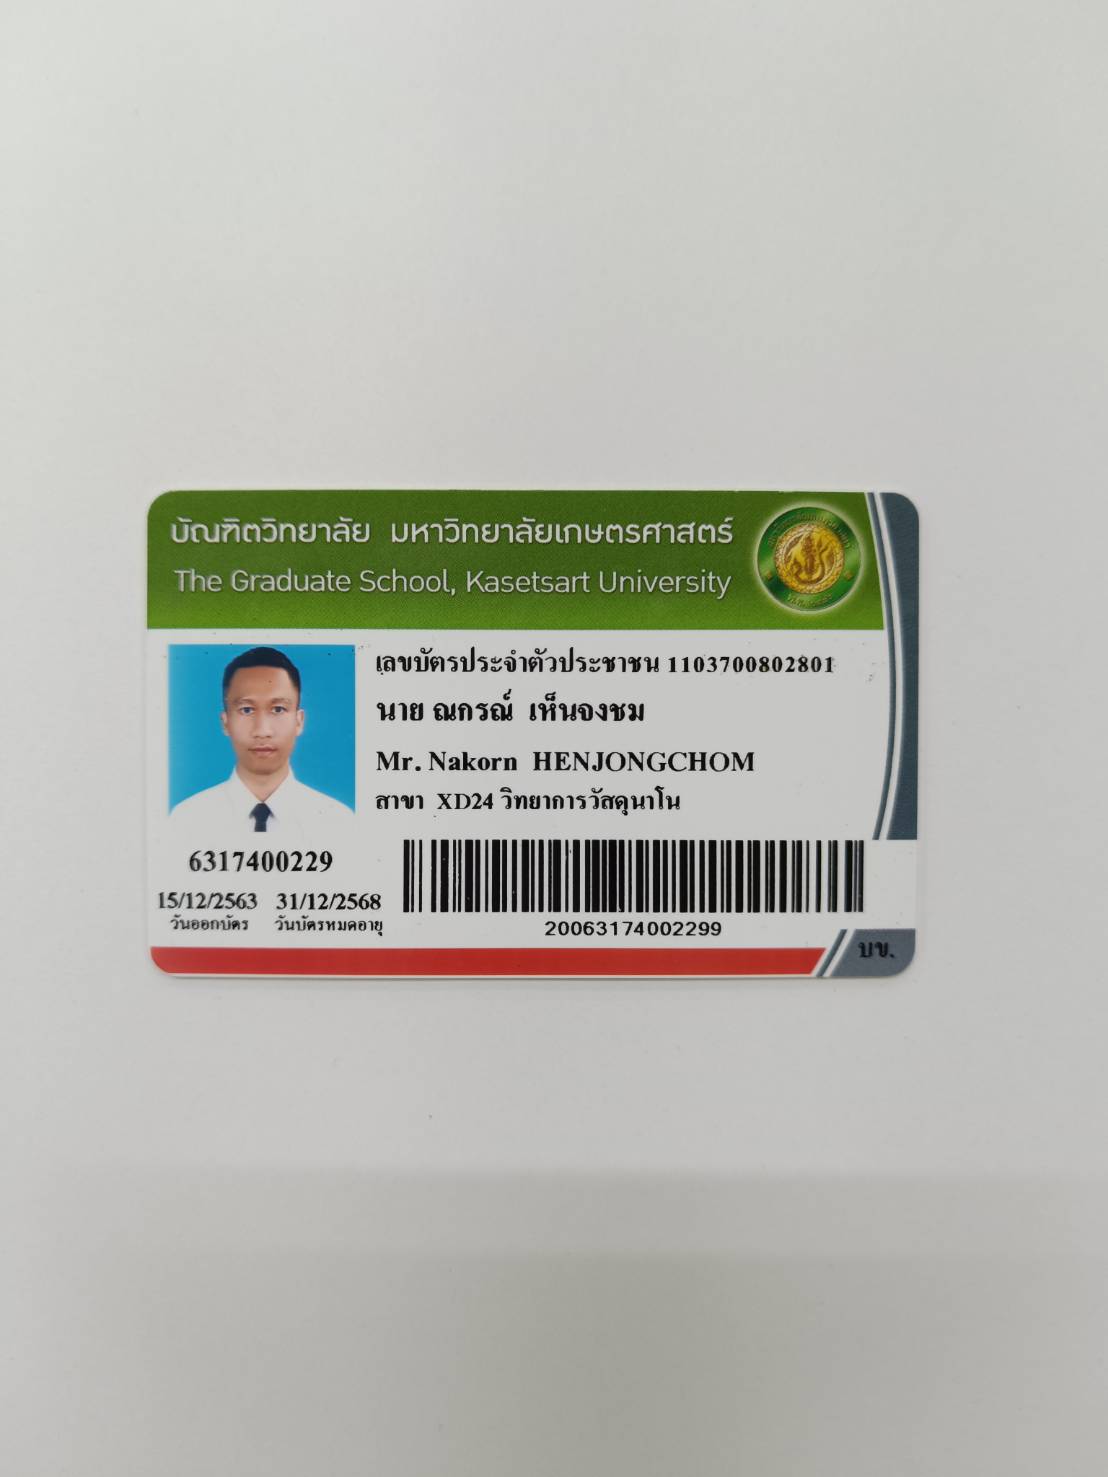 บัณฑิตวิทยาลัย มหาวิทยาลัยเกษตรศาสตร์
The Graduate School, Kasetsart University
เลขบัตรประจำตัวประชาชน 1103700802801
นาย ณกรณ์ เห็นจงชม
Mr. Nakorn HENJONGCHOM
สาขา XD24 วิทยาการวัสดุนาโน
6317400229
15/12/2563 31/12/2568
วันออกบัตร วันบัตรหมดอายุ
20063174002299
บข.